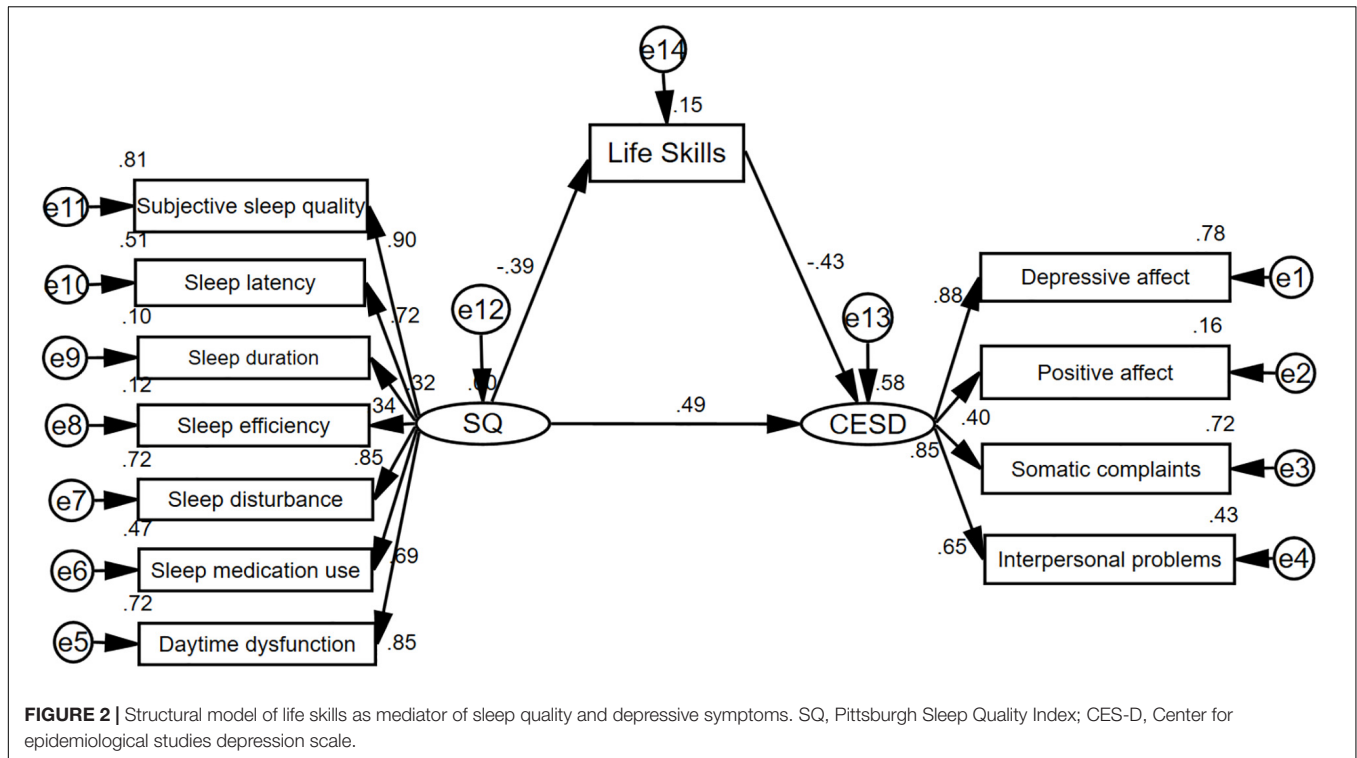 e14
.15
Life Skills
.81
e11
Subjective sleep quality
.90
.51
e10
Sleep latency
.72
.10
e9
Sleep duration
.32
.12
e8
Sleep efficiency
.34
.72
e7
Sleep disturbance
.85
.47
e6
Sleep medication use
.69
.72
e5
Daytime dysfunction
.85
-.39
-.43
e12
.00
SQ
.49
e13
.58
CESD
.78
.88
Depressive affect
e1
.16
Positive affect
e2
.40
.72
.85
Somatic complaints
e3
.43
.65
Interpersonal problems
e4
FIGURE 2 | Structural model of life skills as mediator of sleep quality and depressive symptoms. SQ, Pittsburgh Sleep Quality Index; CES-D, Center for
epidemiological studies depression scale.